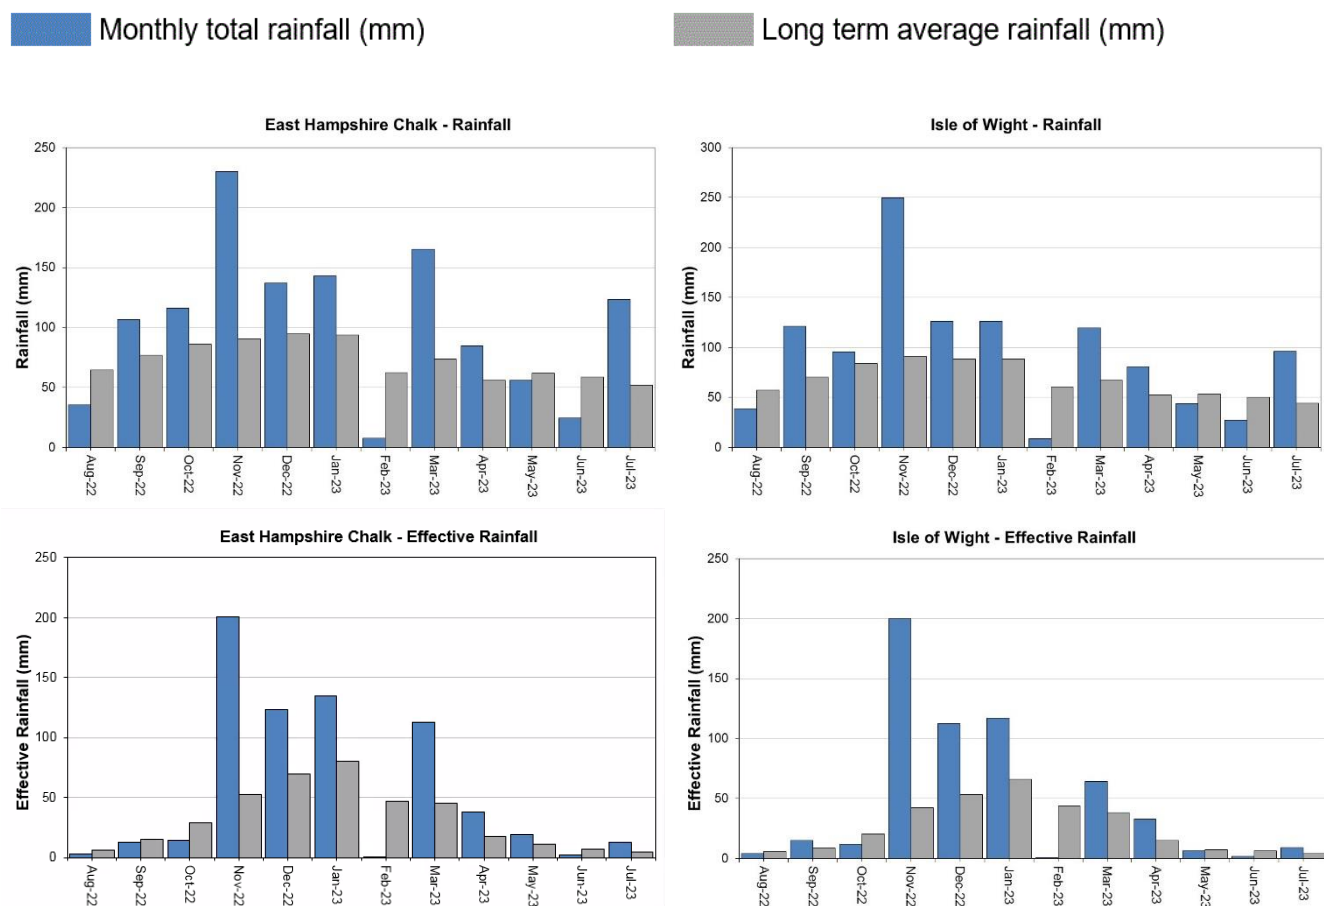 Monthly total rainfall (mm)
Long term average rainfall (mm)
East Hampshire Chalk - Rainfall
Rainfall (mm)
250
200
150
100
50
0
Aug-22
Sep-22
Oct-22
Nov-22
Dec-22
Jan-23
Feb-23
Mar-23
Apr-23
May-23
Jun-23
Jul-23
Isle of Wight - Rainfall
Rainfall (mm)
300
250
200
150
100
50
0
Aug-22
Sep-22
Oct-22
Nov-22
Dec-22
Jan-23
Feb-23
Mar-23
Apr-23
May-23
Jun-23
Jul-23
East Hampshire Chalk - Effective Rainfall
Effective Rainfall (mm)
250
200
150
100
50
0
Aug-22
Sep-22
Oct-22
Nov-22
Dec-22
Jan-23
Feb-23
Mar-23
Apr-23
May-23
Jun-23
Jul-23
Isle of Wight - Effective Rainfall
Effective Rainfall (mm)
250
200
150
100
50
0
Aug-22
Sep-22
Oct-22
Nov-22
Dec-22
Jan-23
Feb-23
Mar-23
Apr-23
May-23
Jun-23
Jul-23